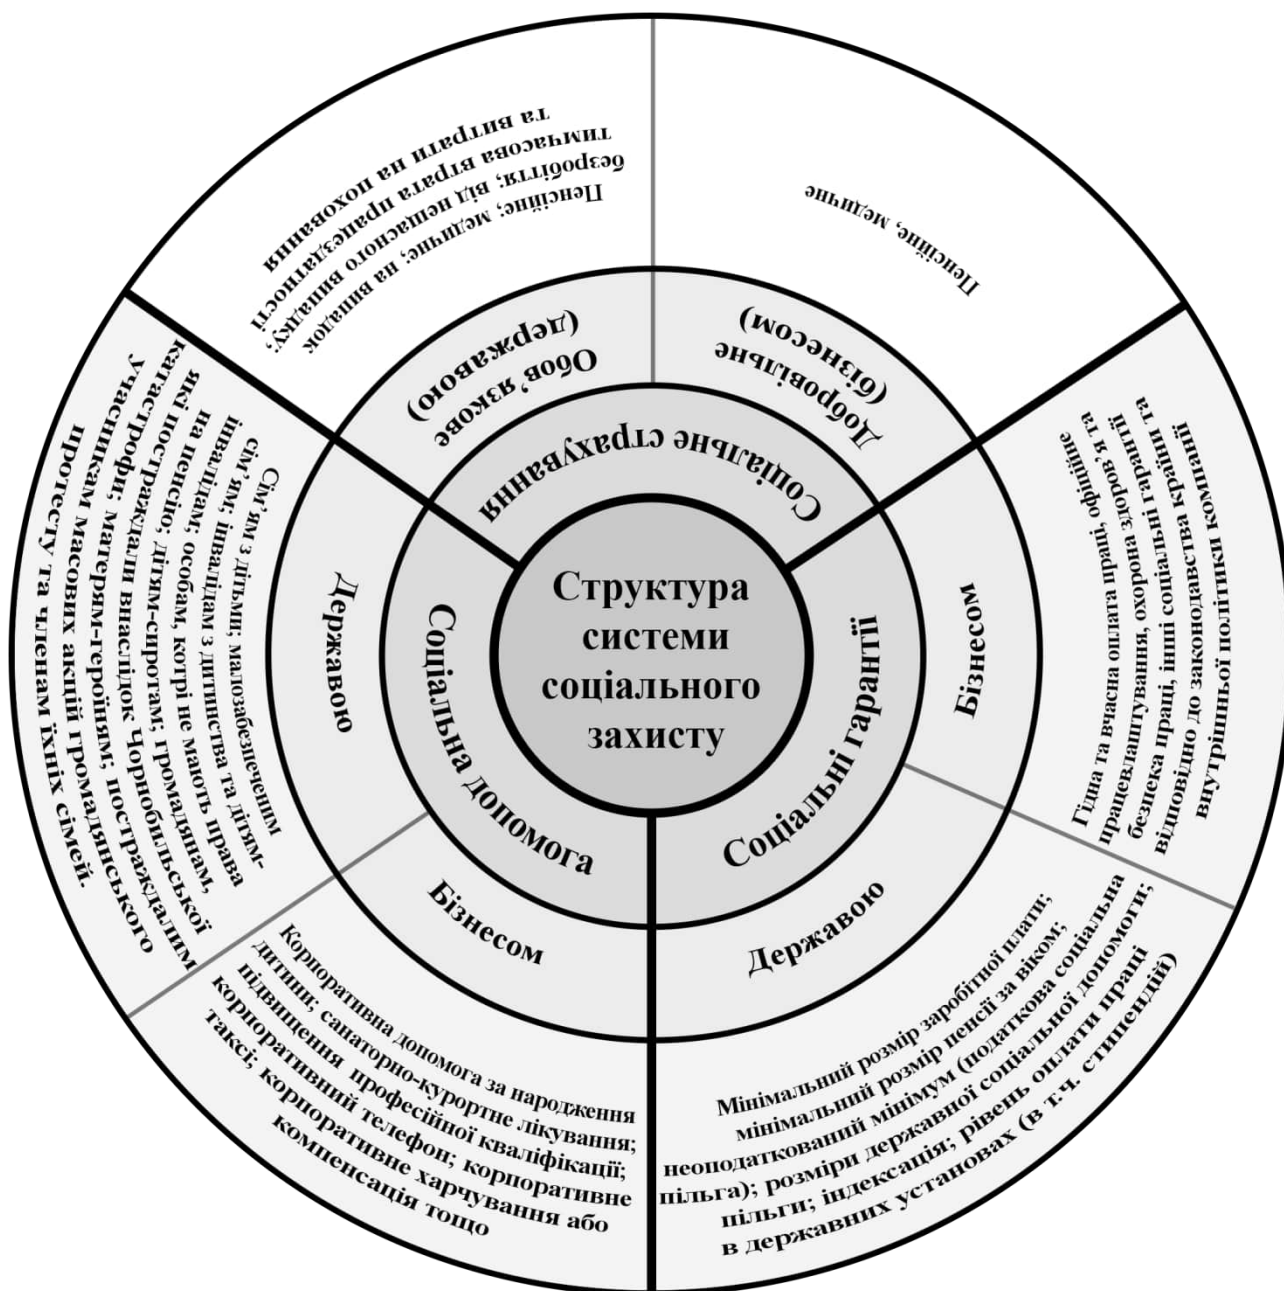 Структура
системи
соціального
захисту
Соціальне страхування
Обов’язкове
(державою)
Пенсійне; медичне; на випадок
безробіття; від нещасного випадку;
тимчасова втрата працездатності
та витрати на поховання
Добровільне
(бізнесом)
Пенсійне, медичне
Соціальні гарантії
Бізнесом
Гідна та вчасна оплата праці, офіційне
працевлаштування, охорона здоров’я та
безпека праці, інші соціальні гарантії
відповідно до законодавства країни та
внутрішньої політики компанії
Державою
Мінімальний розмір заробітної плати;
мінімальний розмір пенсії за віком;
неоподаткований мінімум (податкова соціальна
пільга); розміри державної соціальної допомоги;
пільги; індексація; рівень оплати праці
в державних установах (в т.ч. стипендій)
Соціальна допомога
Державою
Сім’ям з дітьми; малозабезпеченим
сім’ям; інвалідам з дитинства та дітям-
інвалідам; особам, котрі не мають права
на пенсію; дітям-сиротам; громадянам,
які постраждали внаслідок Чорнобильської
катастрофи; матерям-героїням; постраждалим
учасникам масових акцій громадянського
протесту та членам їхніх сімей.
Бізнесом
Корпоративна допомога за народження
дитини; санаторно-курортне лікування;
підвищення професійної кваліфікації;
корпоративний телефон; корпоративне
таксі; корпоративне харчування або
компенсація тощо